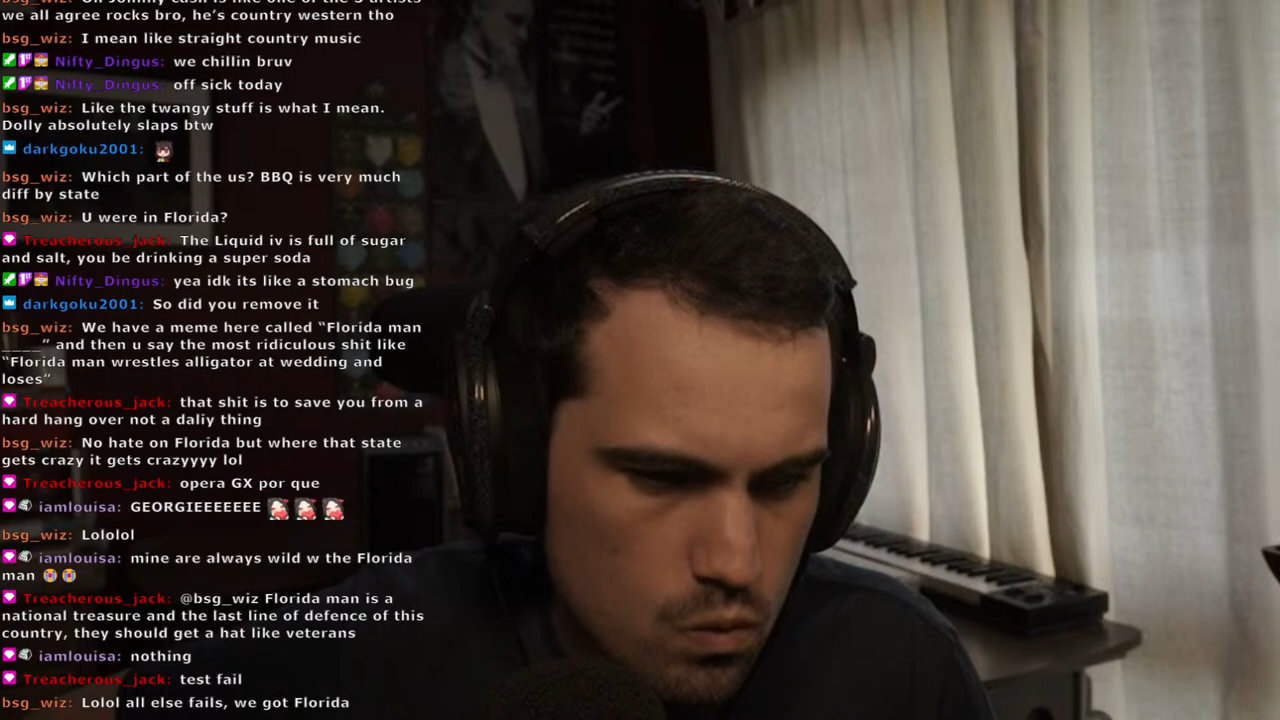 we all agree rocks bro, he's country western tho
bsg_wiz: I mean like straight country music
Nifty_Dingus: we chillin bruv
Nifty_Dingus: off sick today
bsg_wiz: Like the twangy stuff is what I mean.
Dolly absolutely slaps btw
darkgoku2001:
bsg_wiz: Which part of the us? BBQ is very much
diff by state
bsg_wiz: U were in Florida?
Treacherous_jack: The Liquid iv is full of sugar
and salt, you be drinking a super soda
Nifty_Dingus: yea idk its like a stomach bug
darkgoku2001: So did you remove it
bsg_wiz: We have a meme here called “Florida man
____” and then u say the most ridiculous shit like
“Florida man wrestles alligator at wedding and
loses”
Treacherous_jack: that shit is to save you from a
hard hang over not a daliy thing
bsg_wiz: No hate on Florida but where that state
gets crazy it gets crazyyyy lol
Treacherous_jack: opera GX por que
iamlouisa: GEORGIEEEEEEE
bsg_wiz: Lololol
iamlouisa: mine are always wild w the Florida
man 😭😭
Treacherous_jack: @bsg_wiz Florida man is a
national treasure and the last line of defence of this
country, they should get a hat like veterans
iamlouisa: nothing
Treacherous_jack: test fail
bsg_wiz: Lolol all else fails, we got Florida